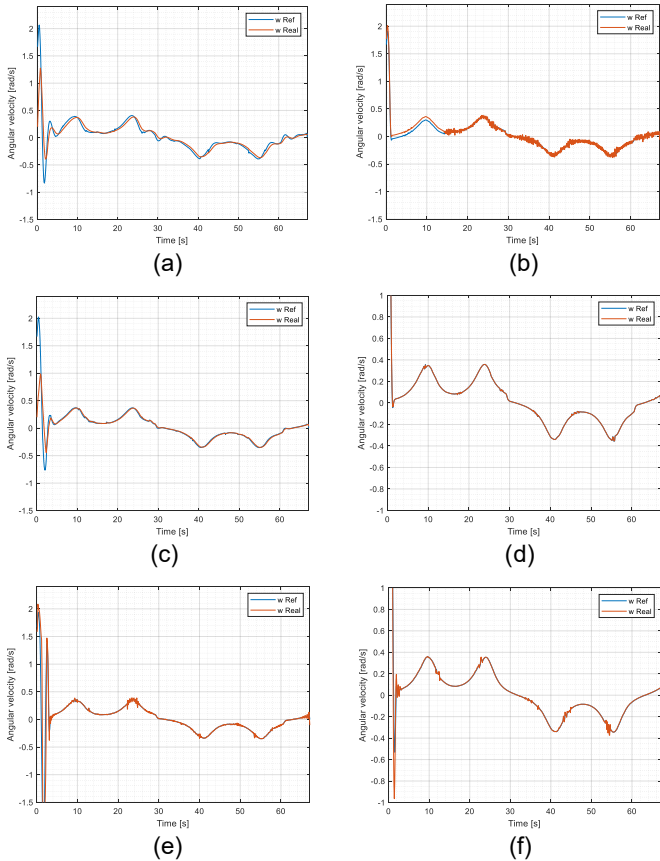 w Ref
w Real
Angular velocity [rad/s]
2
1.5
1
0.5
0
-0.5
-1
-1.5
0 10 20 30 40 50 60
Time [s]
(a)
w Ref
w Real
Angular velocity [rad/s]
2
1.5
1
0.5
0
-0.5
-1
-1.5
0 10 20 30 40 50 60
Time [s]
(b)
w Ref
w Real
Angular velocity [rad/s]
2
1.5
1
0.5
0
-0.5
-1
-1.5
0 10 20 30 40 50 60
Time [s]
(c)
w Ref
w Real
Angular velocity [rad/s]
1
0.8
0.6
0.4
0.2
0
-0.2
-0.4
-0.6
-0.8
-1
0 10 20 30 40 50 60
Time [s]
(d)
w Ref
w Real
Angular velocity [rad/s]
2
1.5
1
0.5
0
-0.5
-1
-1.5
0 10 20 30 40 50 60
Time [s]
(e)
w Ref
w Real
Angular velocity [rad/s]
1
0.8
0.6
0.4
0.2
0
-0.2
-0.4
-0.6
-0.8
-1
0 10 20 30 40 50 60
Time [s]
(f)